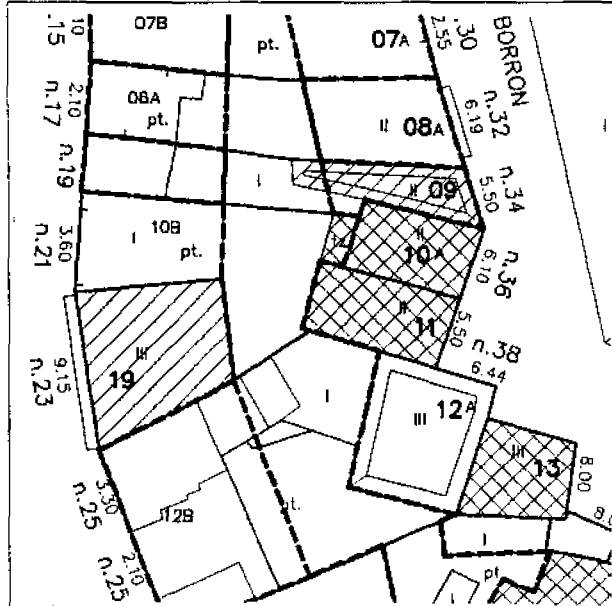 07B
10
.15
pt.
07A
.30
2.55
BORRON
08A
pt.
2.10
n.17
II 08A
n.32
6.19
n.19
I
II 09
n.34
5.50
3.60
n.21
I
10B
pt.
II
10A
n.36
6.10
II
11
5.50
n.38
6.44
III
19
9.15
n.23
I
III 12A
III
13
8.00
3.30
n.25
12B
pt.
8.0
I
2.10
n.25
pt
I